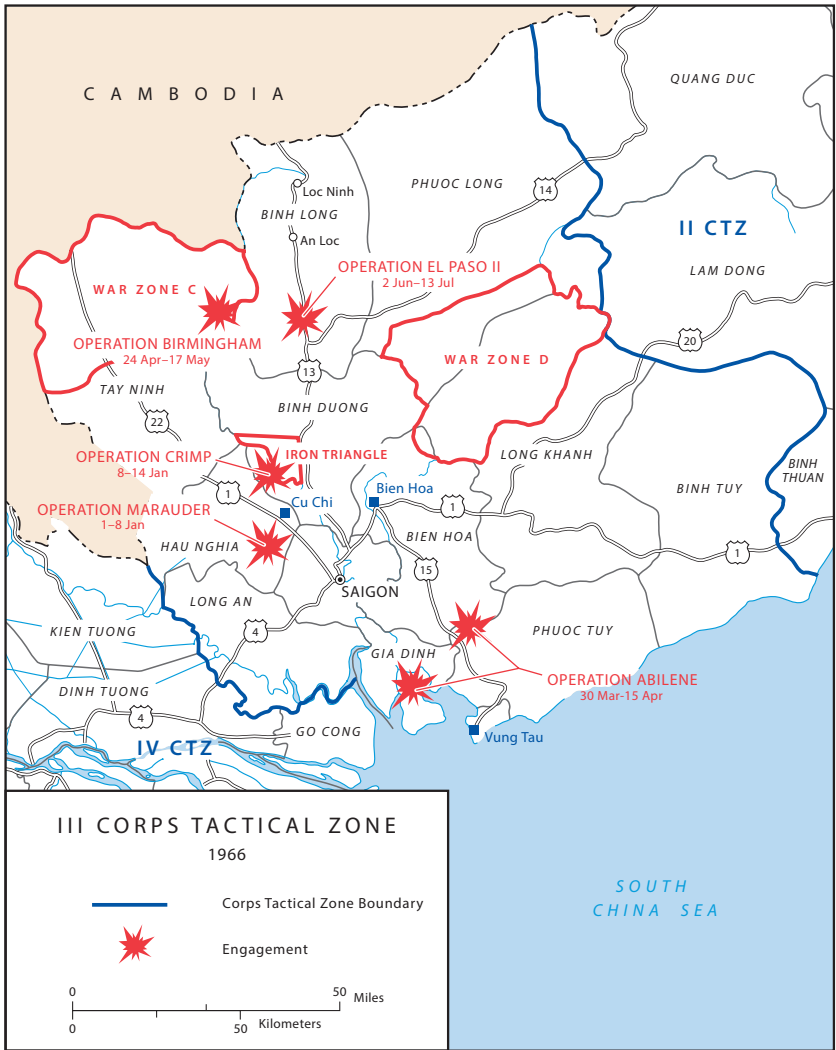 QUANG DUC
CAMBODIA
PHUOC LONG
14
Loc Ninh
BINH LONG
II CTZ
An Loc
OPERATION EL PASO II
2 Jun–13 Jul
LAM DONG
WAR ZONE C
OPERATION BIRMINGHAM
24 Apr–17 May
20
WAR ZONE D
13
TAY NINH
BINH DUONG
22
OPERATION CRIMP
8–14 Jan
IRON TRIANGLE
LONG KHANH
BINH
THUAN
BINH TUY
1
Cu Chi
Bien Hoa
1
OPERATION MARAUDER
1–8 Jan
BIEN HOA
HAU NGHIA
1
15
SAIGON
LONG AN
KIEN TUONG
4
PHUOC TUY
GIA DINH
OPERATION ABILENE
30 Mar-15 Apr
DINH TUONG
4
GO CONG
IV CTZ
Vung Tau
III CORPS TACTICAL ZONE
1966
Corps Tactical Zone Boundary
Engagement
0
50
Miles
0
50
Kilometers
SOUTH
CHINA SEA